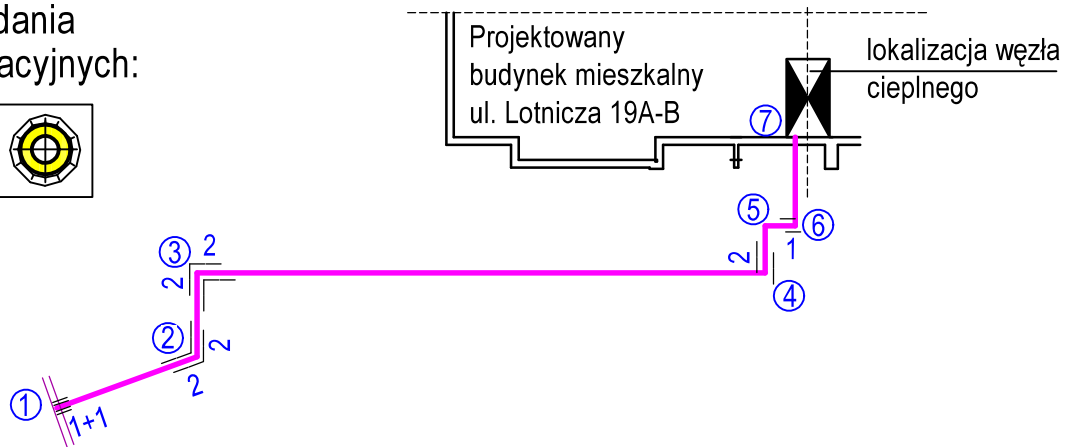 dania
acyjnych:
Projektowany
budynek mieszkalny
ul. Lotnicza 19A-B
lokalizacja węzła
cieplnego
7
5
6
2
1
3
2
2
4
2
2
2
1
1+1